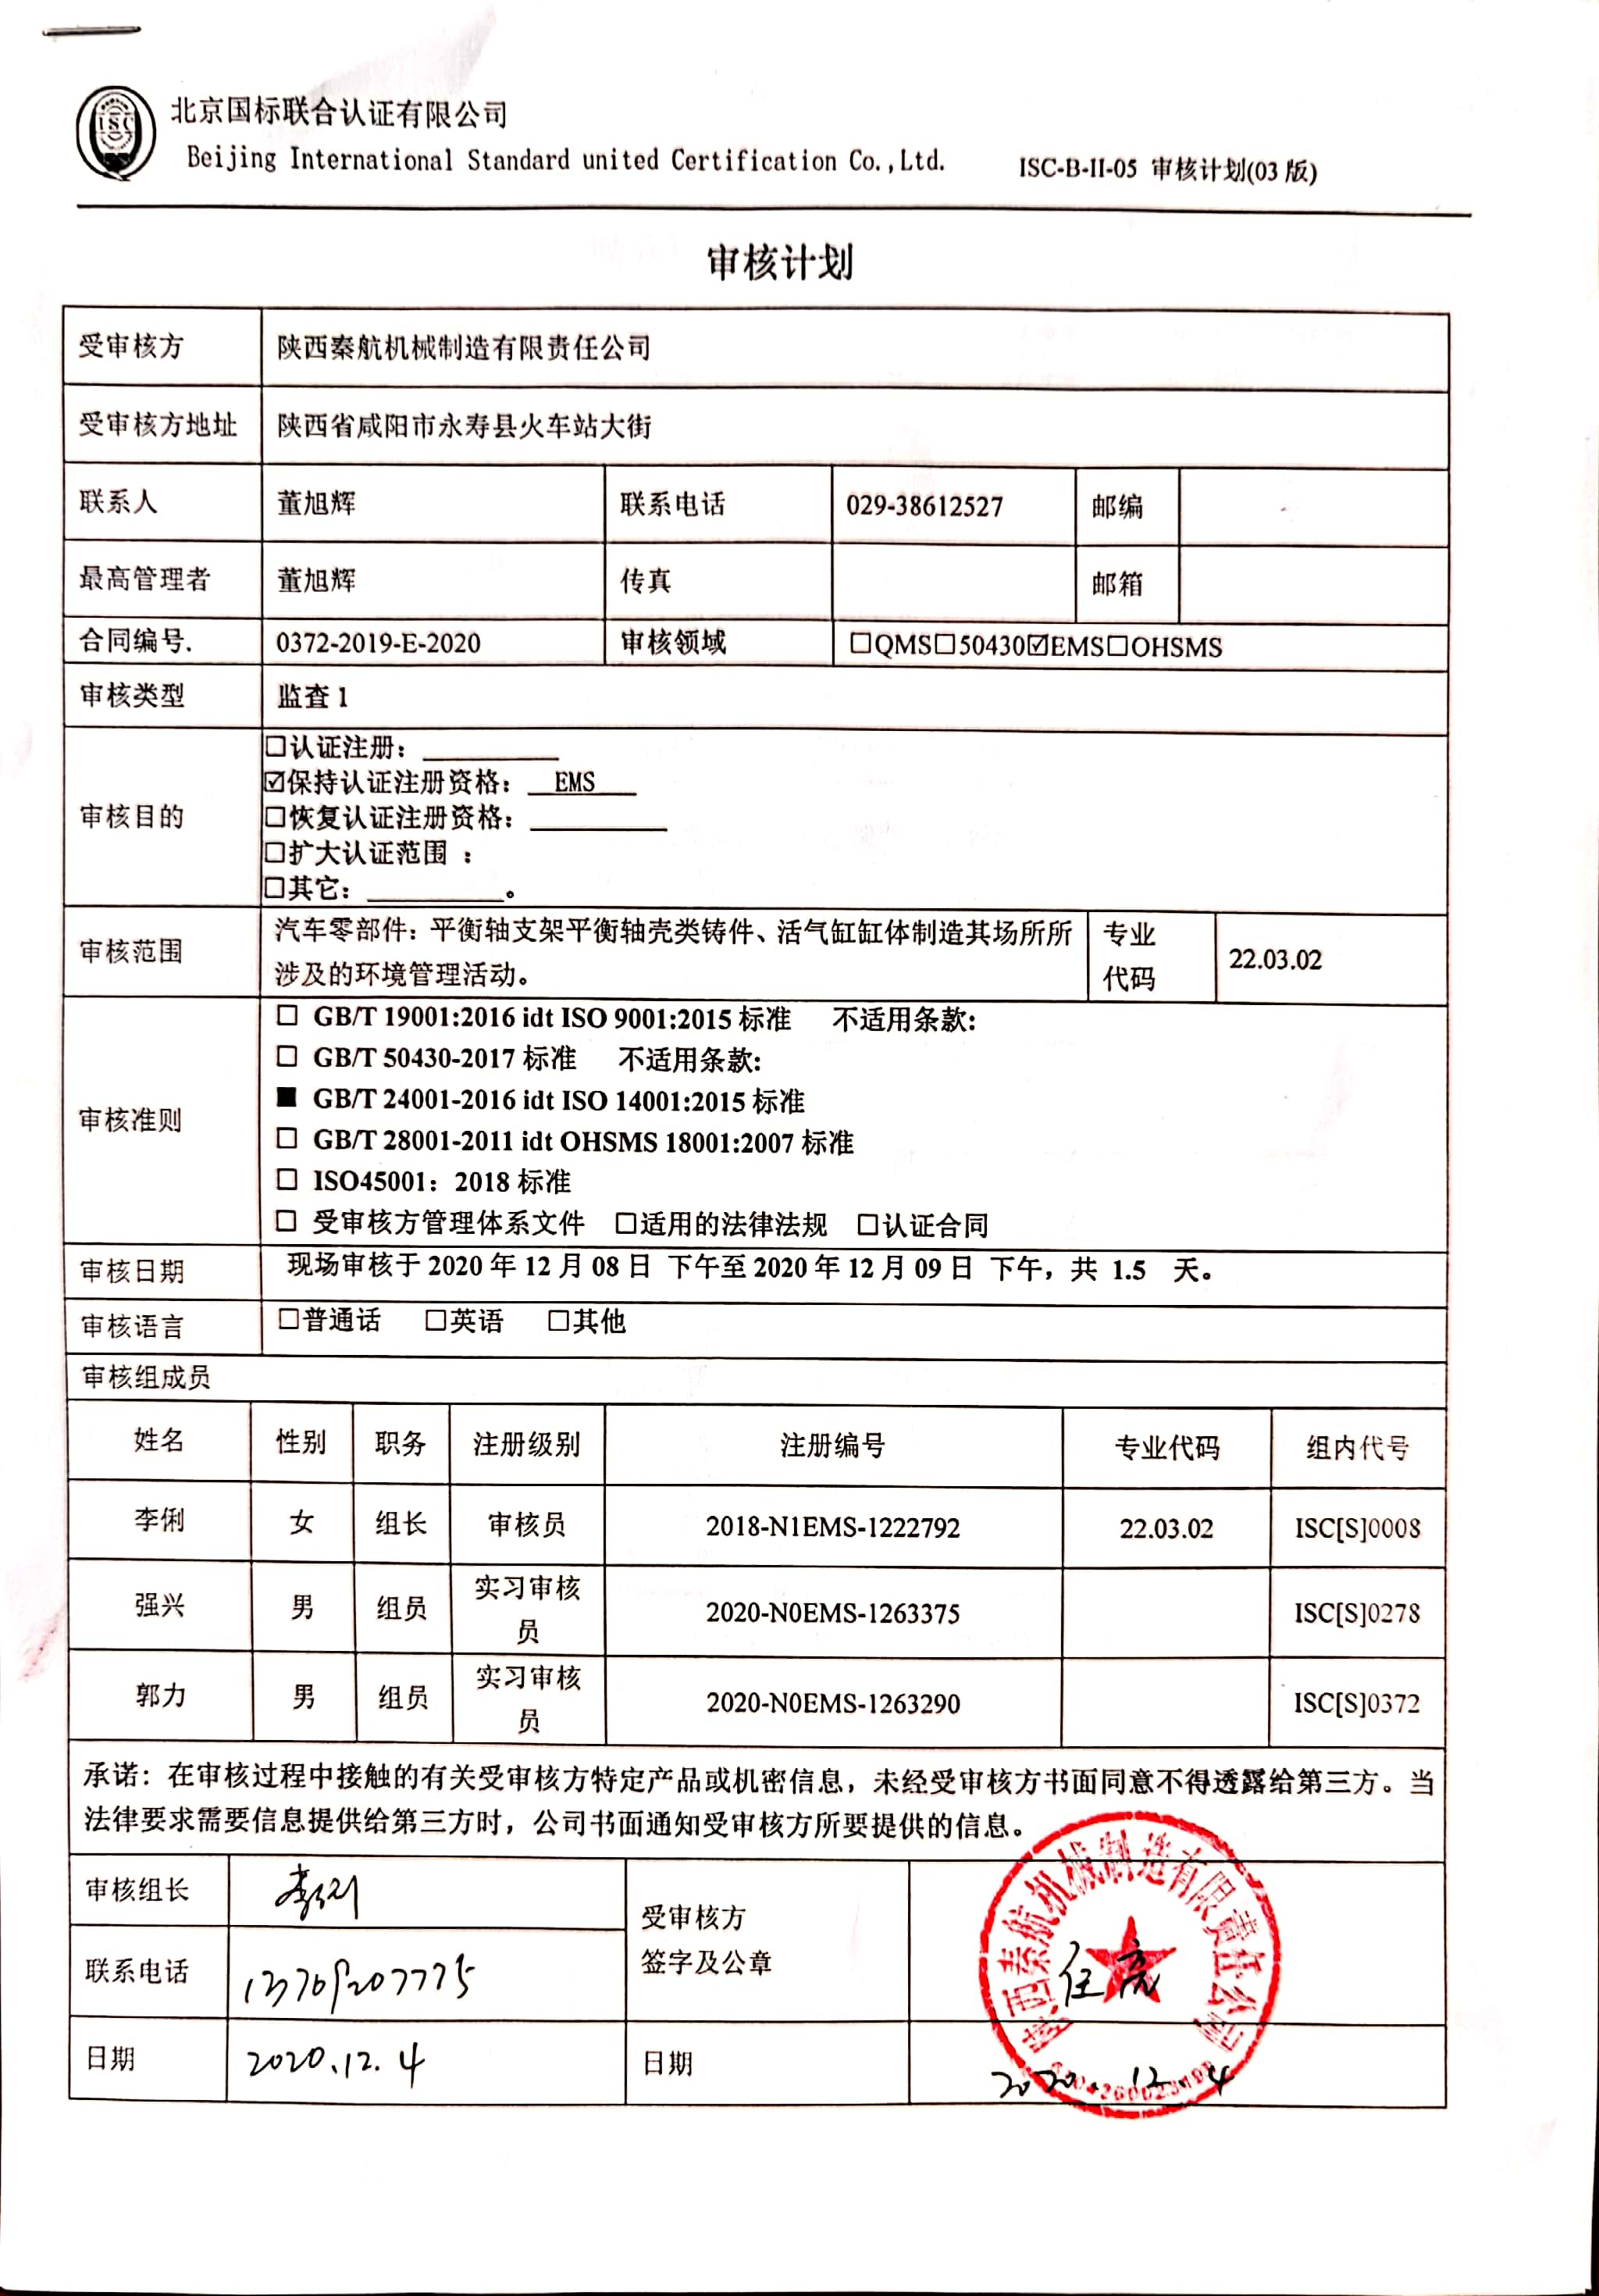 ISC
北京国标联合认证有限公司
Beijing International Standard united Certification Co.,Ltd.
ISC-B-II-05 审核计划(03 版)
审核计划
受审核方 陕西秦航机械制造有限责任公司
受审核方地址 陕西省咸阳市永寿县火车站大街
联系人 董旭辉 联系电话 029-38612527 邮编
最高管理者 董旭辉 传真 邮箱
合同编号. 0372-2019-E-2020 审核领域 □QMS□50430☑EMS□OHSMS
审核类型 监查 1
审核目的
□认证注册：
☑保持认证注册资格： EMS
□恢复认证注册资格：
□扩大认证范围 ：
□其它： 。
审核范围
汽车零部件：平衡轴支架平衡轴壳类铸件、活气缸缸体制造其场所所
涉及的环境管理活动。
专业
代码
22.03.02
审核准则
□ GB/T 19001:2016 idt ISO 9001:2015 标准 不适用条款:
□ GB/T 50430-2017 标准 不适用条款:
■ GB/T 24001-2016 idt ISO 14001:2015 标准
□ GB/T 28001-2011 idt OHSMS 18001:2007 标准
□ ISO45001：2018 标准
□ 受审核方管理体系文件 □适用的法律法规 □认证合同
审核日期 现场审核于 2020 年 12 月 08 日 下午至 2020 年 12 月 09 日 下午，共 1.5 天。
审核语言 □普通话 □英语 □其他
审核组成员
姓名 性别 职务 注册级别 注册编号 专业代码 组内代号
李俐 女 组长 审核员 2018-N1EMS-1222792 22.03.02 ISC[S]0008
强兴 男 组员 实习审核
员 2020-N0EMS-1263375 ISC[S]0278
郭力 男 组员 实习审核
员 2020-N0EMS-1263290 ISC[S]0372
承诺：在审核过程中接触的有关受审核方特定产品或机密信息，未经受审核方书面同意不得透露给第三方。当
法律要求需要信息提供给第三方时，公司书面通知受审核方所要提供的信息。
审核组长 李俐
联系电话 13709207775
受审核方
签字及公章
任亮
陕西秦航机械制造有限责任公司
日期 2020.12.4
日期 2020.12.4